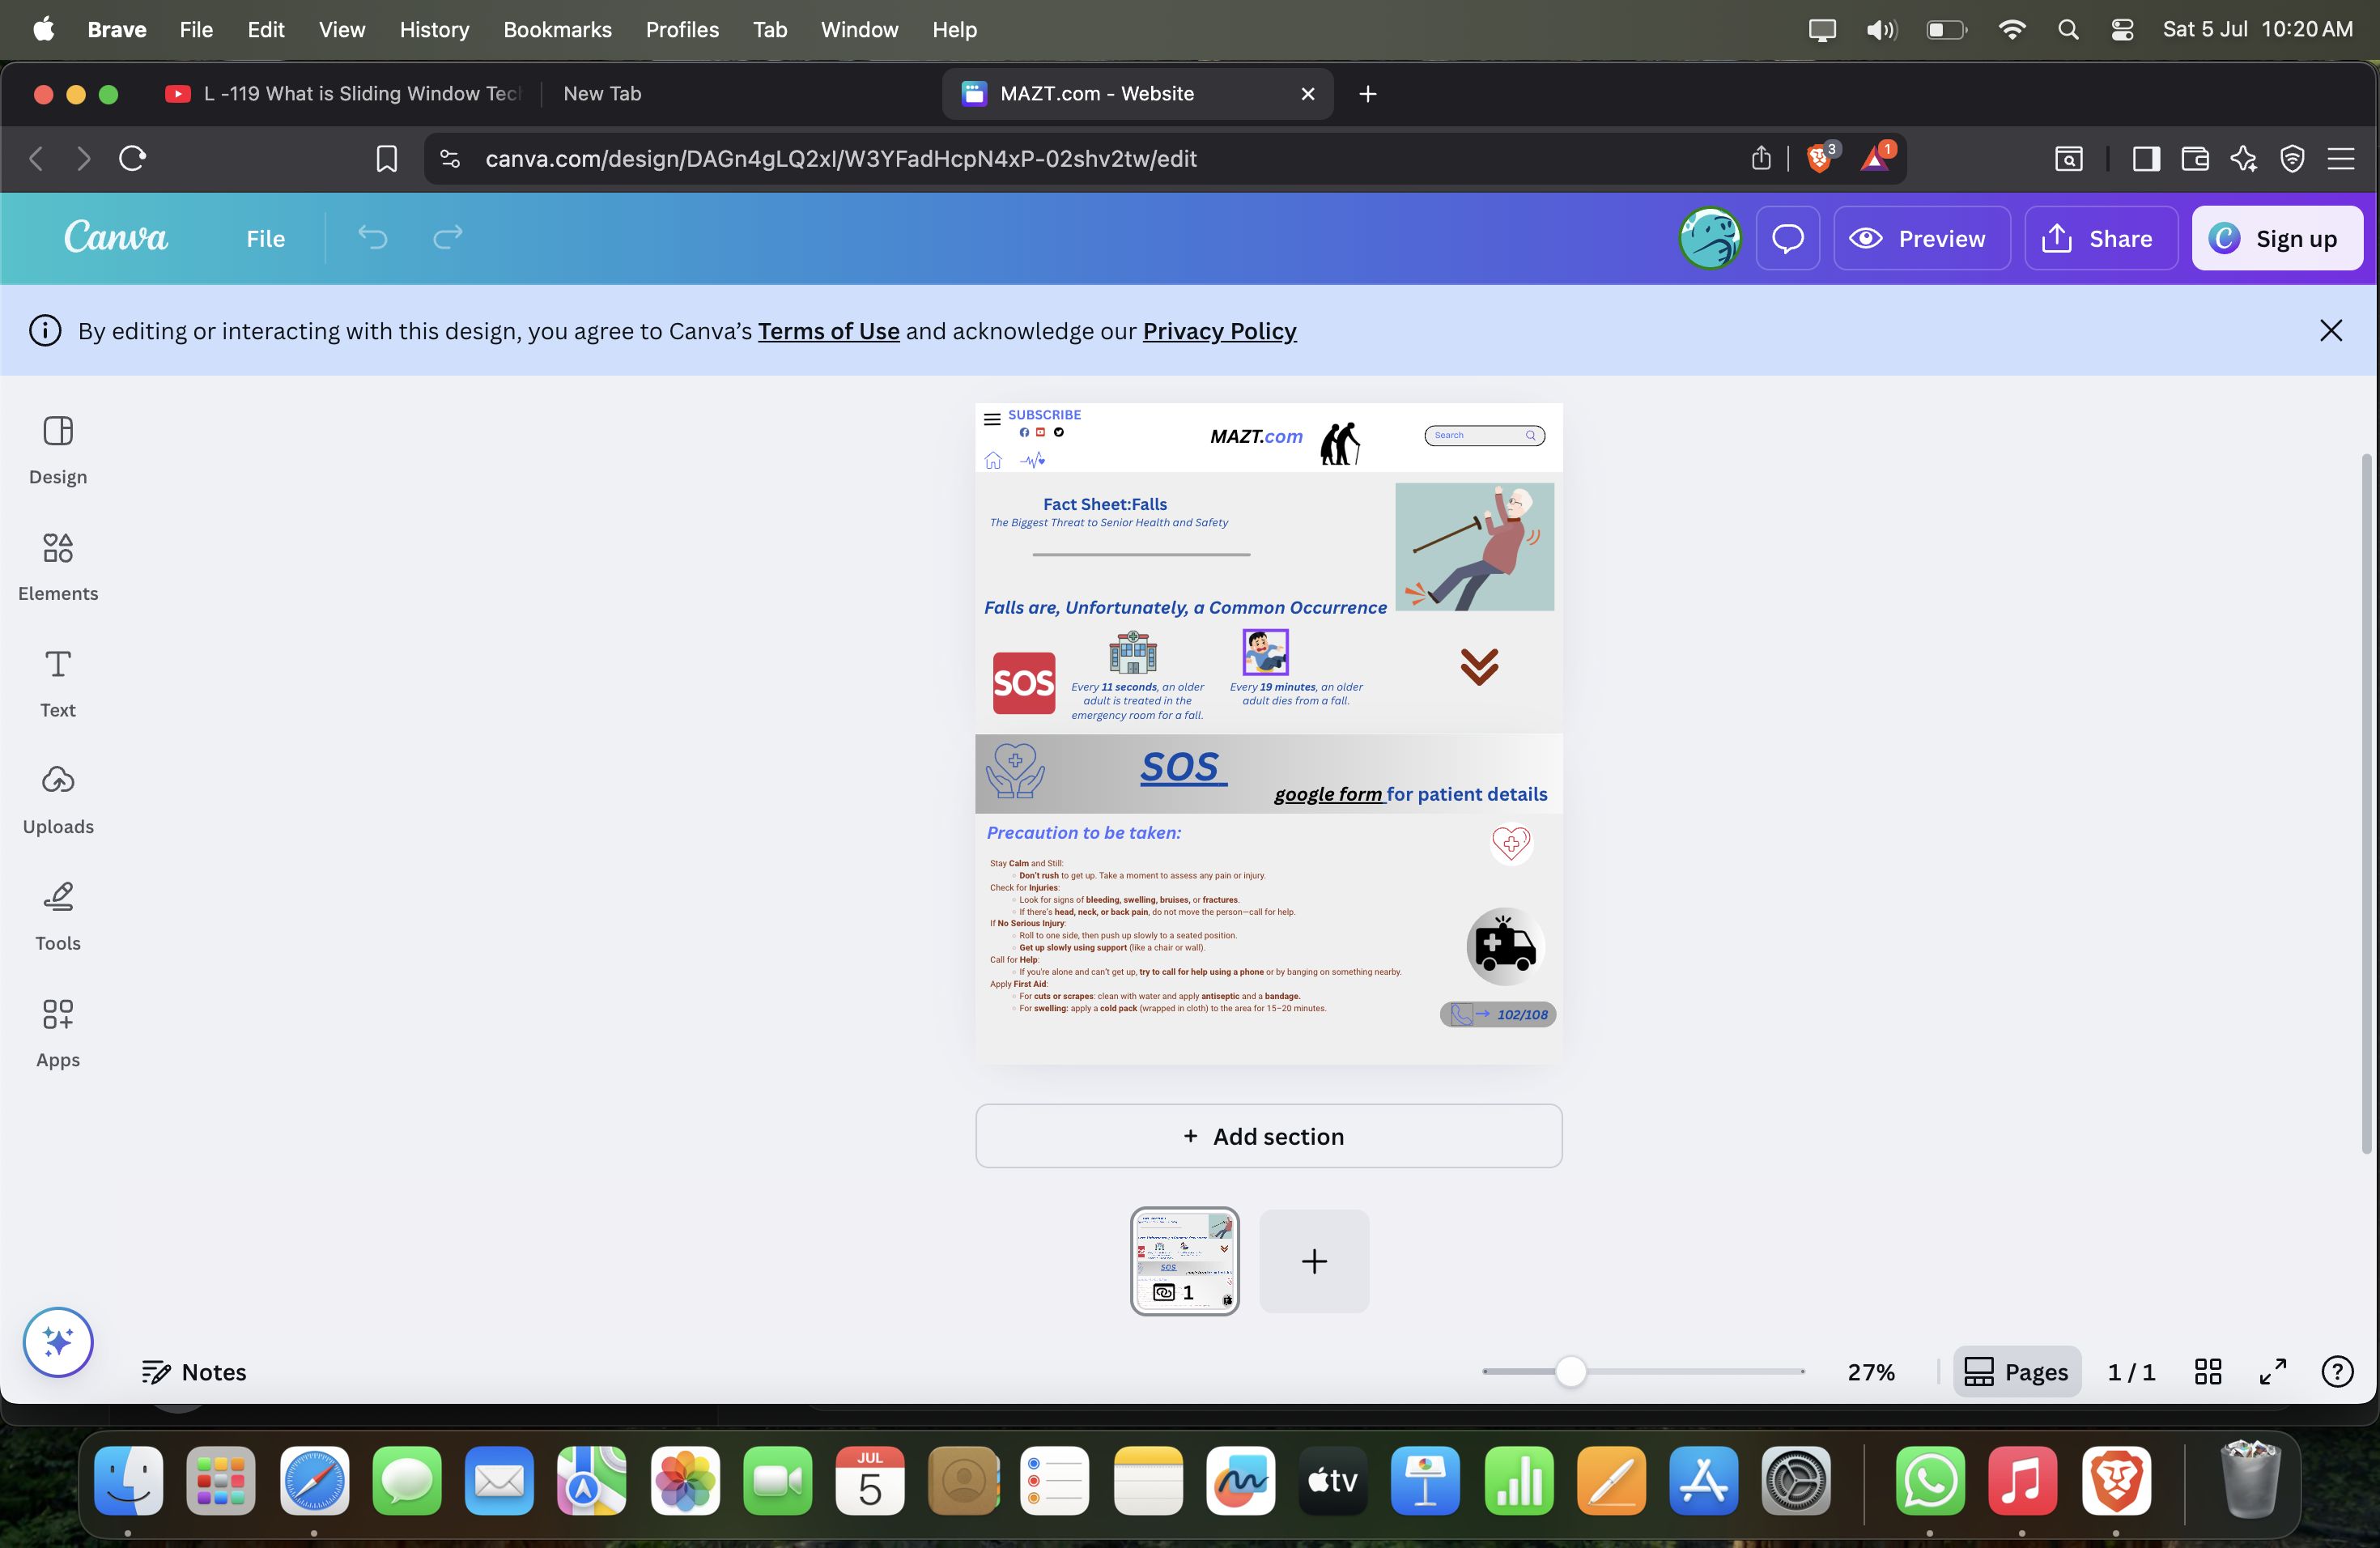 Brave File Edit View History Bookmarks Profiles Tab Window Help Sat 5 Jul 10:20 AM
L -119 What is Sliding Window Tec
New Tab
MAZT.com - Website
canva.com/design/DAGn4gLQ2xI/W3YFadHcpN4xP-02shv2tw/edit
3
1
Canva File Preview Share C Sign up
By editing or interacting with this design, you agree to Canva’s Terms of Use and acknowledge our Privacy Policy
Design
Elements
Text
Uploads
Tools
Apps
SUBSCRIBE
MAZT.com
Search
Fact Sheet:Falls
The Biggest Threat to Senior Health and Safety
Falls are, Unfortunately, a Common Occurrence
SOS
Every 11 seconds, an older
adult is treated in the
emergency room for a fall.
Every 19 minutes, an older
adult dies from a fall.
SOS
google form for patient details
Precaution to be taken:
Stay Calm and Still:
Don’t rush to get up. Take a moment to assess any pain or injury.
Check for Injuries:
Look for signs of bleeding, swelling, bruises, or fractures.
If there’s head, neck, or back pain, do not move the person—call for help.
If No Serious Injury:
Roll to one side, then push up slowly to a seated position.
Get up slowly using support (like a chair or wall).
Call for Help:
If you’re alone and can’t get up, try to call for help using a phone or by banging on something nearby.
Apply First Aid:
For cuts or scrapes: clean with water and apply antiseptic and a bandage.
For swelling: apply a cold pack (wrapped in cloth) to the area for 15–20 minutes.
102/108
+ Add section
SOS
1
Notes
27%
Pages
1 / 1
JUL
5
tv